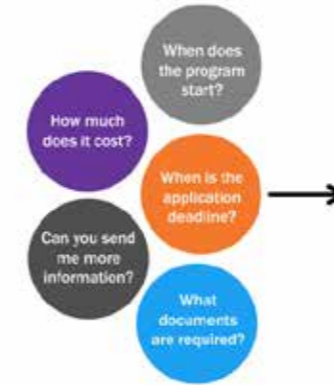 When does
the program
start?
How much
does it cost?
When is the
application
deadline?
Can you send
me more
information?
What
documents
are required?